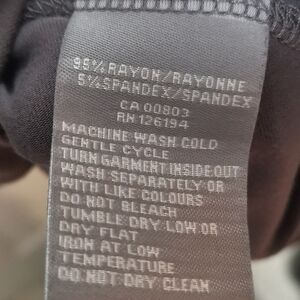 95% RAYON/RAYONNE
5% SPANDEX/SPANDEX
CA 00803
RN 126194
MACHINE WASH COLD
GENTLE CYCLE
TURN GARMENT INSIDE OUT
WASH SEPARATELY OR
WITH LIKE COLOURS
DO NOT BLEACH
TUMBLE DRY LOW OR
DRY FLAT
IRON AT LOW
TEMPERATURE
DO NOT DRY CLEAN